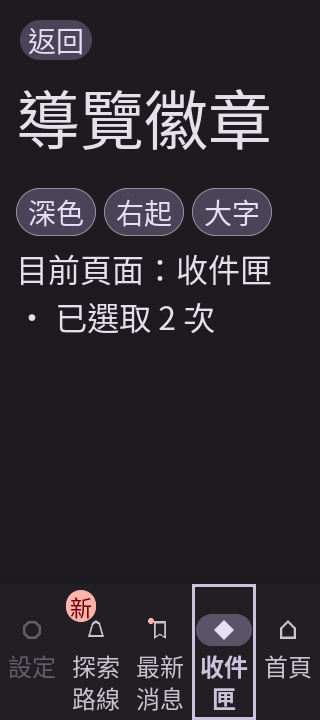 返回
導覽徽章
深色 右起 大字
目前頁面：收件匣
・ 已選取 2 次
新
設定
探索
路線
最新
消息
收件
匣
首頁